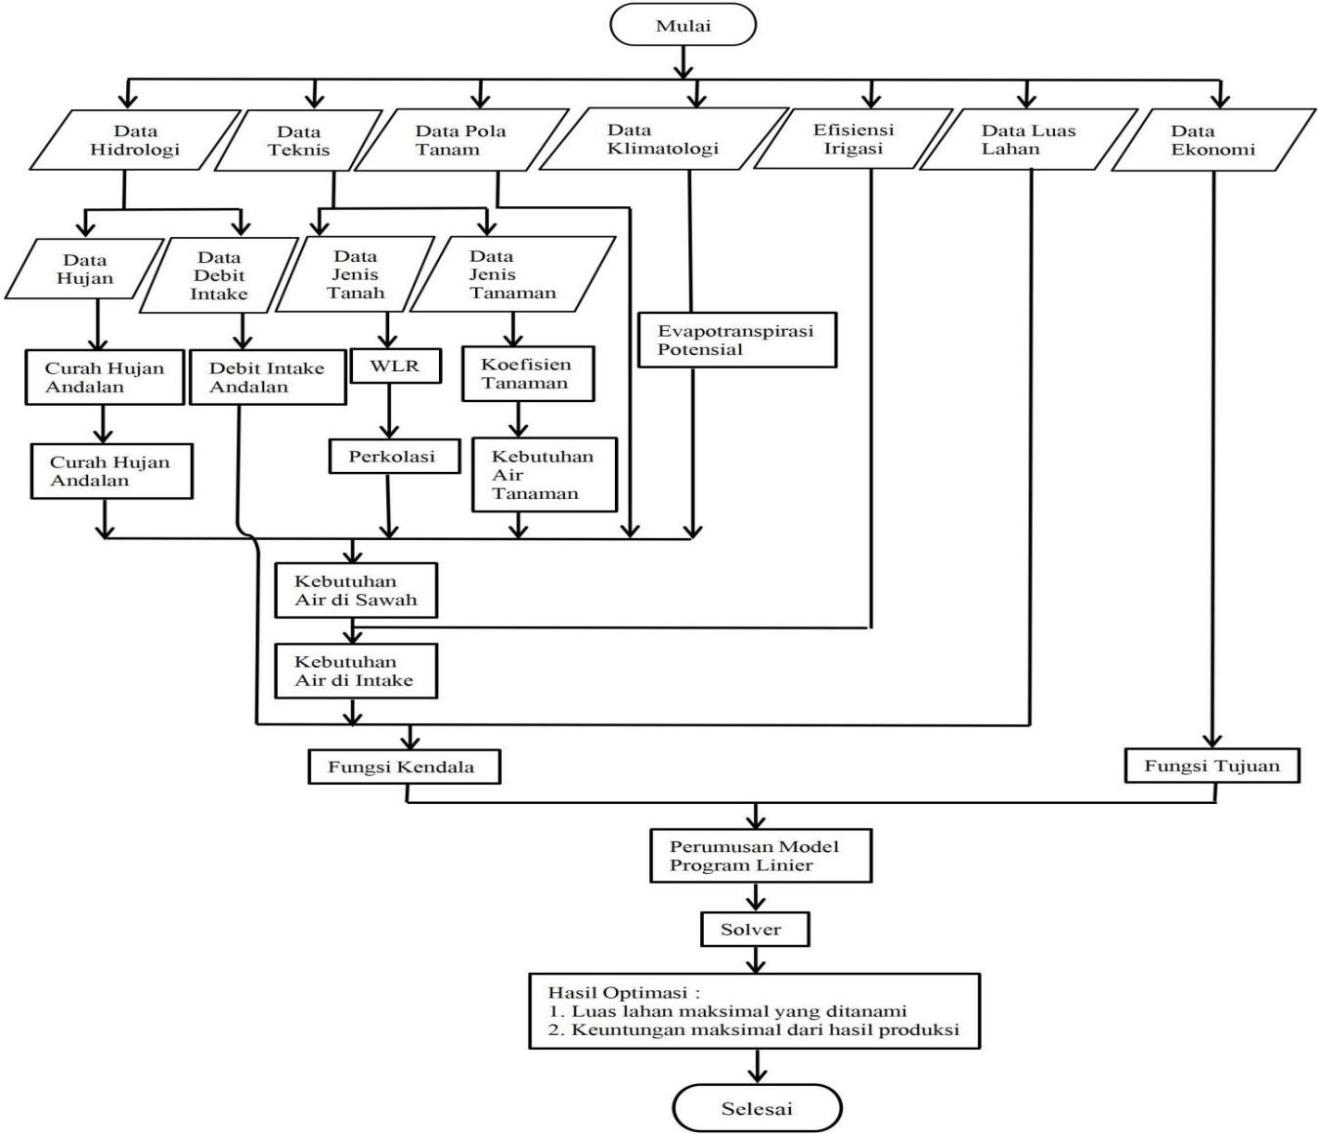 Mulai
Data
Hidrologi
Data
Teknis
Data Pola
Tanam
Data
Klimatologi
Efisiensi
Irigasi
Data Luas
Lahan
Data
Ekonomi
Data
Hujan
Data
Debit
Intake
Data
Jenis
Tanah
Data
Jenis
Tanaman
Evapotranspirasi
Potensial
Curah Hujan
Andalan
Debit Intake
Andalan
WLR
Koefisien
Tanaman
Curah Hujan
Andalan
Perkolasi
Kebutuhan
Air
Tanaman
Kebutuhan
Air di Sawah
Kebutuhan
Air di Intake
Fungsi Kendala
Fungsi Tujuan
Perumusan Model
Program Linier
Solver
Hasil Optimasi :
1. Luas lahan maksimal yang ditanami
2. Keuntungan maksimal dari hasil produksi
Selesai